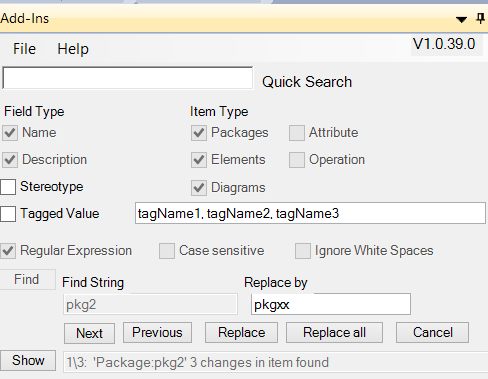 Add-Ins
File Help V1.0.39.0
Quick Search
Field Type Item Type
Name Packages Attribute
Description Elements Operation
Stereotype Diagrams
Tagged Value tagName1, tagName2, tagName3
Regular Expression Case sensitive Ignore White Spaces
Find Find String Replace by
pkg2 pkgxx
Next Previous Replace Replace all Cancel
Show 1\3: 'Package:pkg2' 3 changes in item found